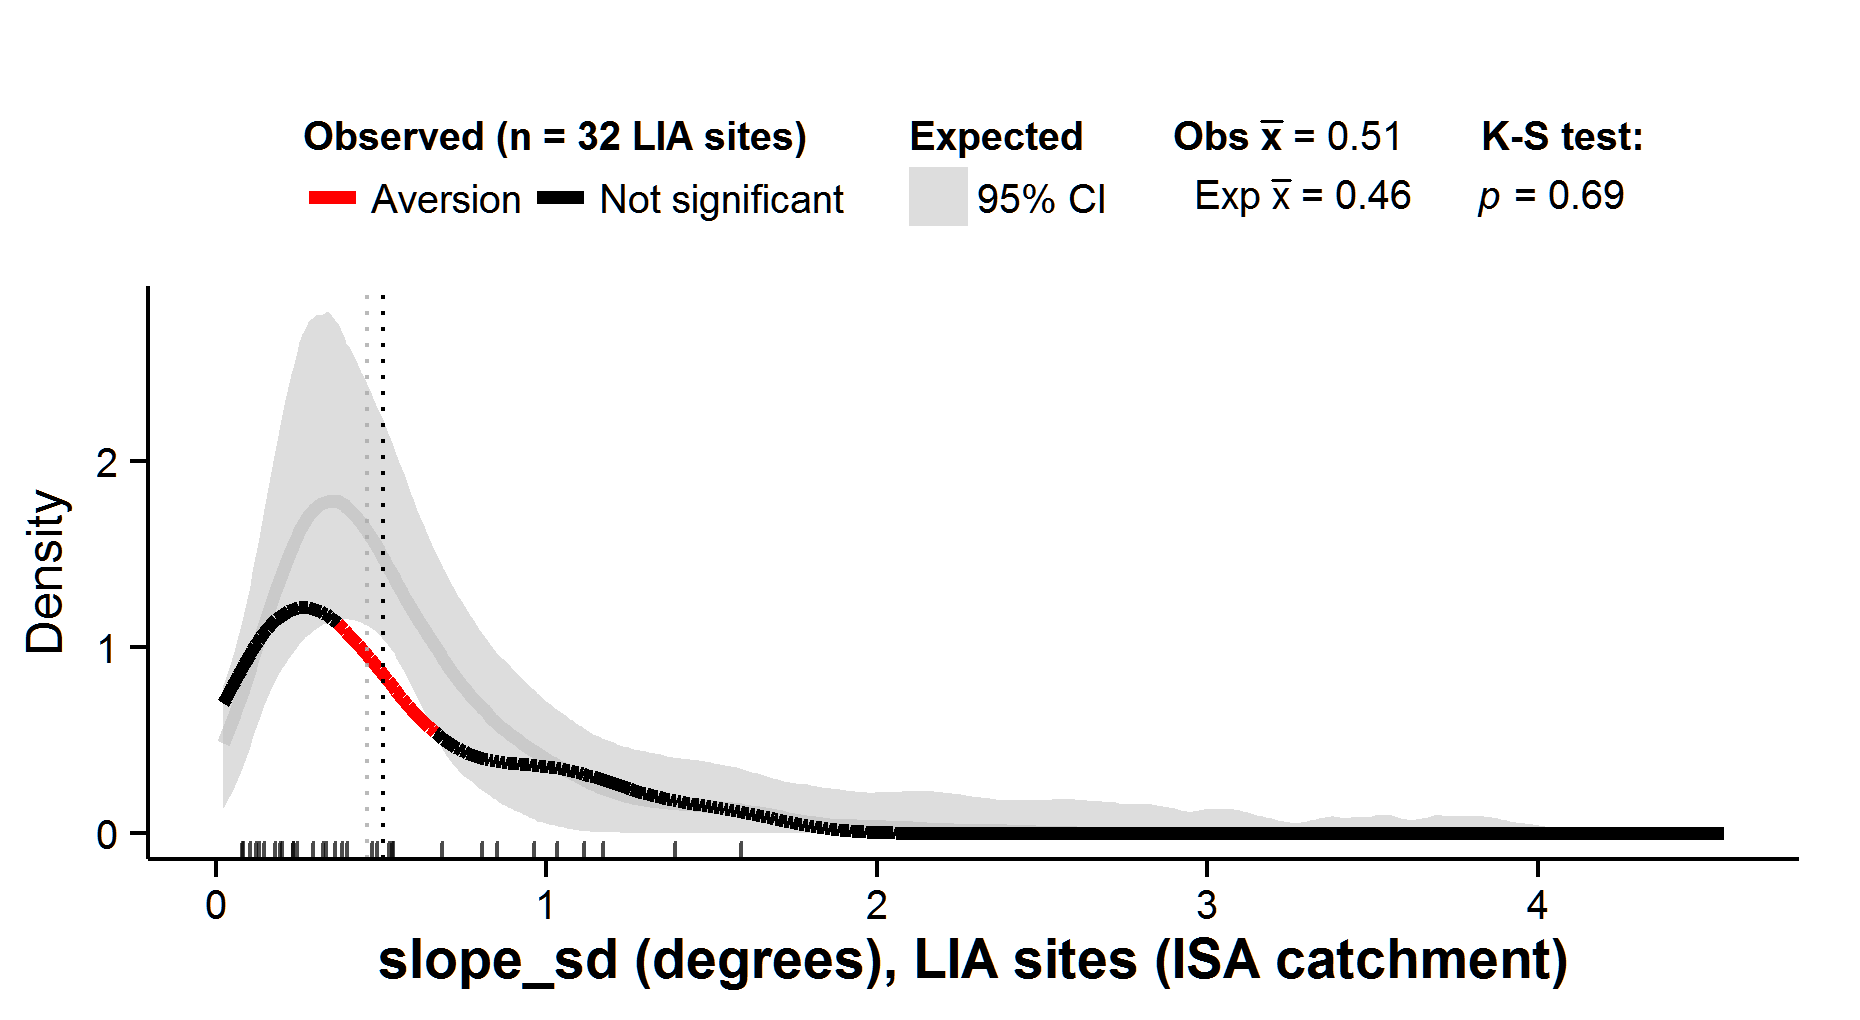 Observed (n = 32 LIA sites) Expected Obs x̅ = 0.51 K-S test:
Aversion Not significant 95% CI Exp x̅ = 0.46 p = 0.69
Density
2
1
0
0 1 2 3 4
slope_sd (degrees), LIA sites (ISA catchment)